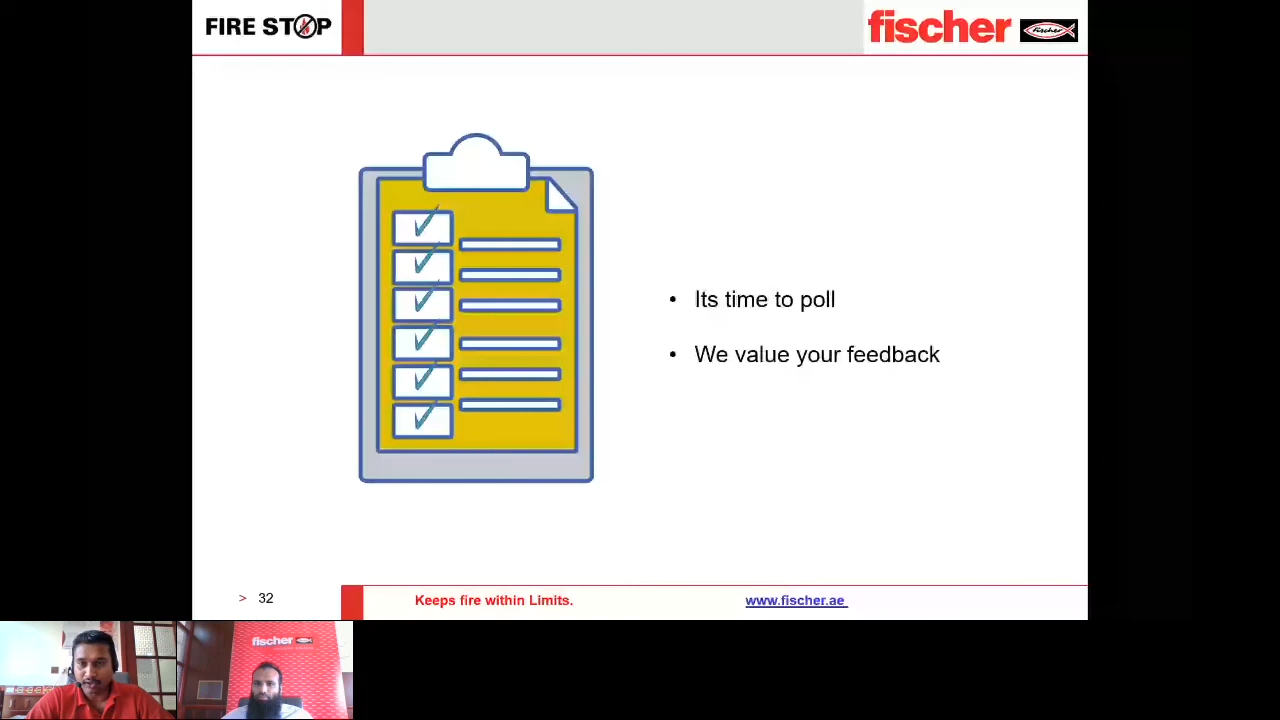 FIRE STOP
fischer
fischer
• Its time to poll
• We value your feedback
> 32
Keeps fire within Limits.
www.fischer.ae
fischer